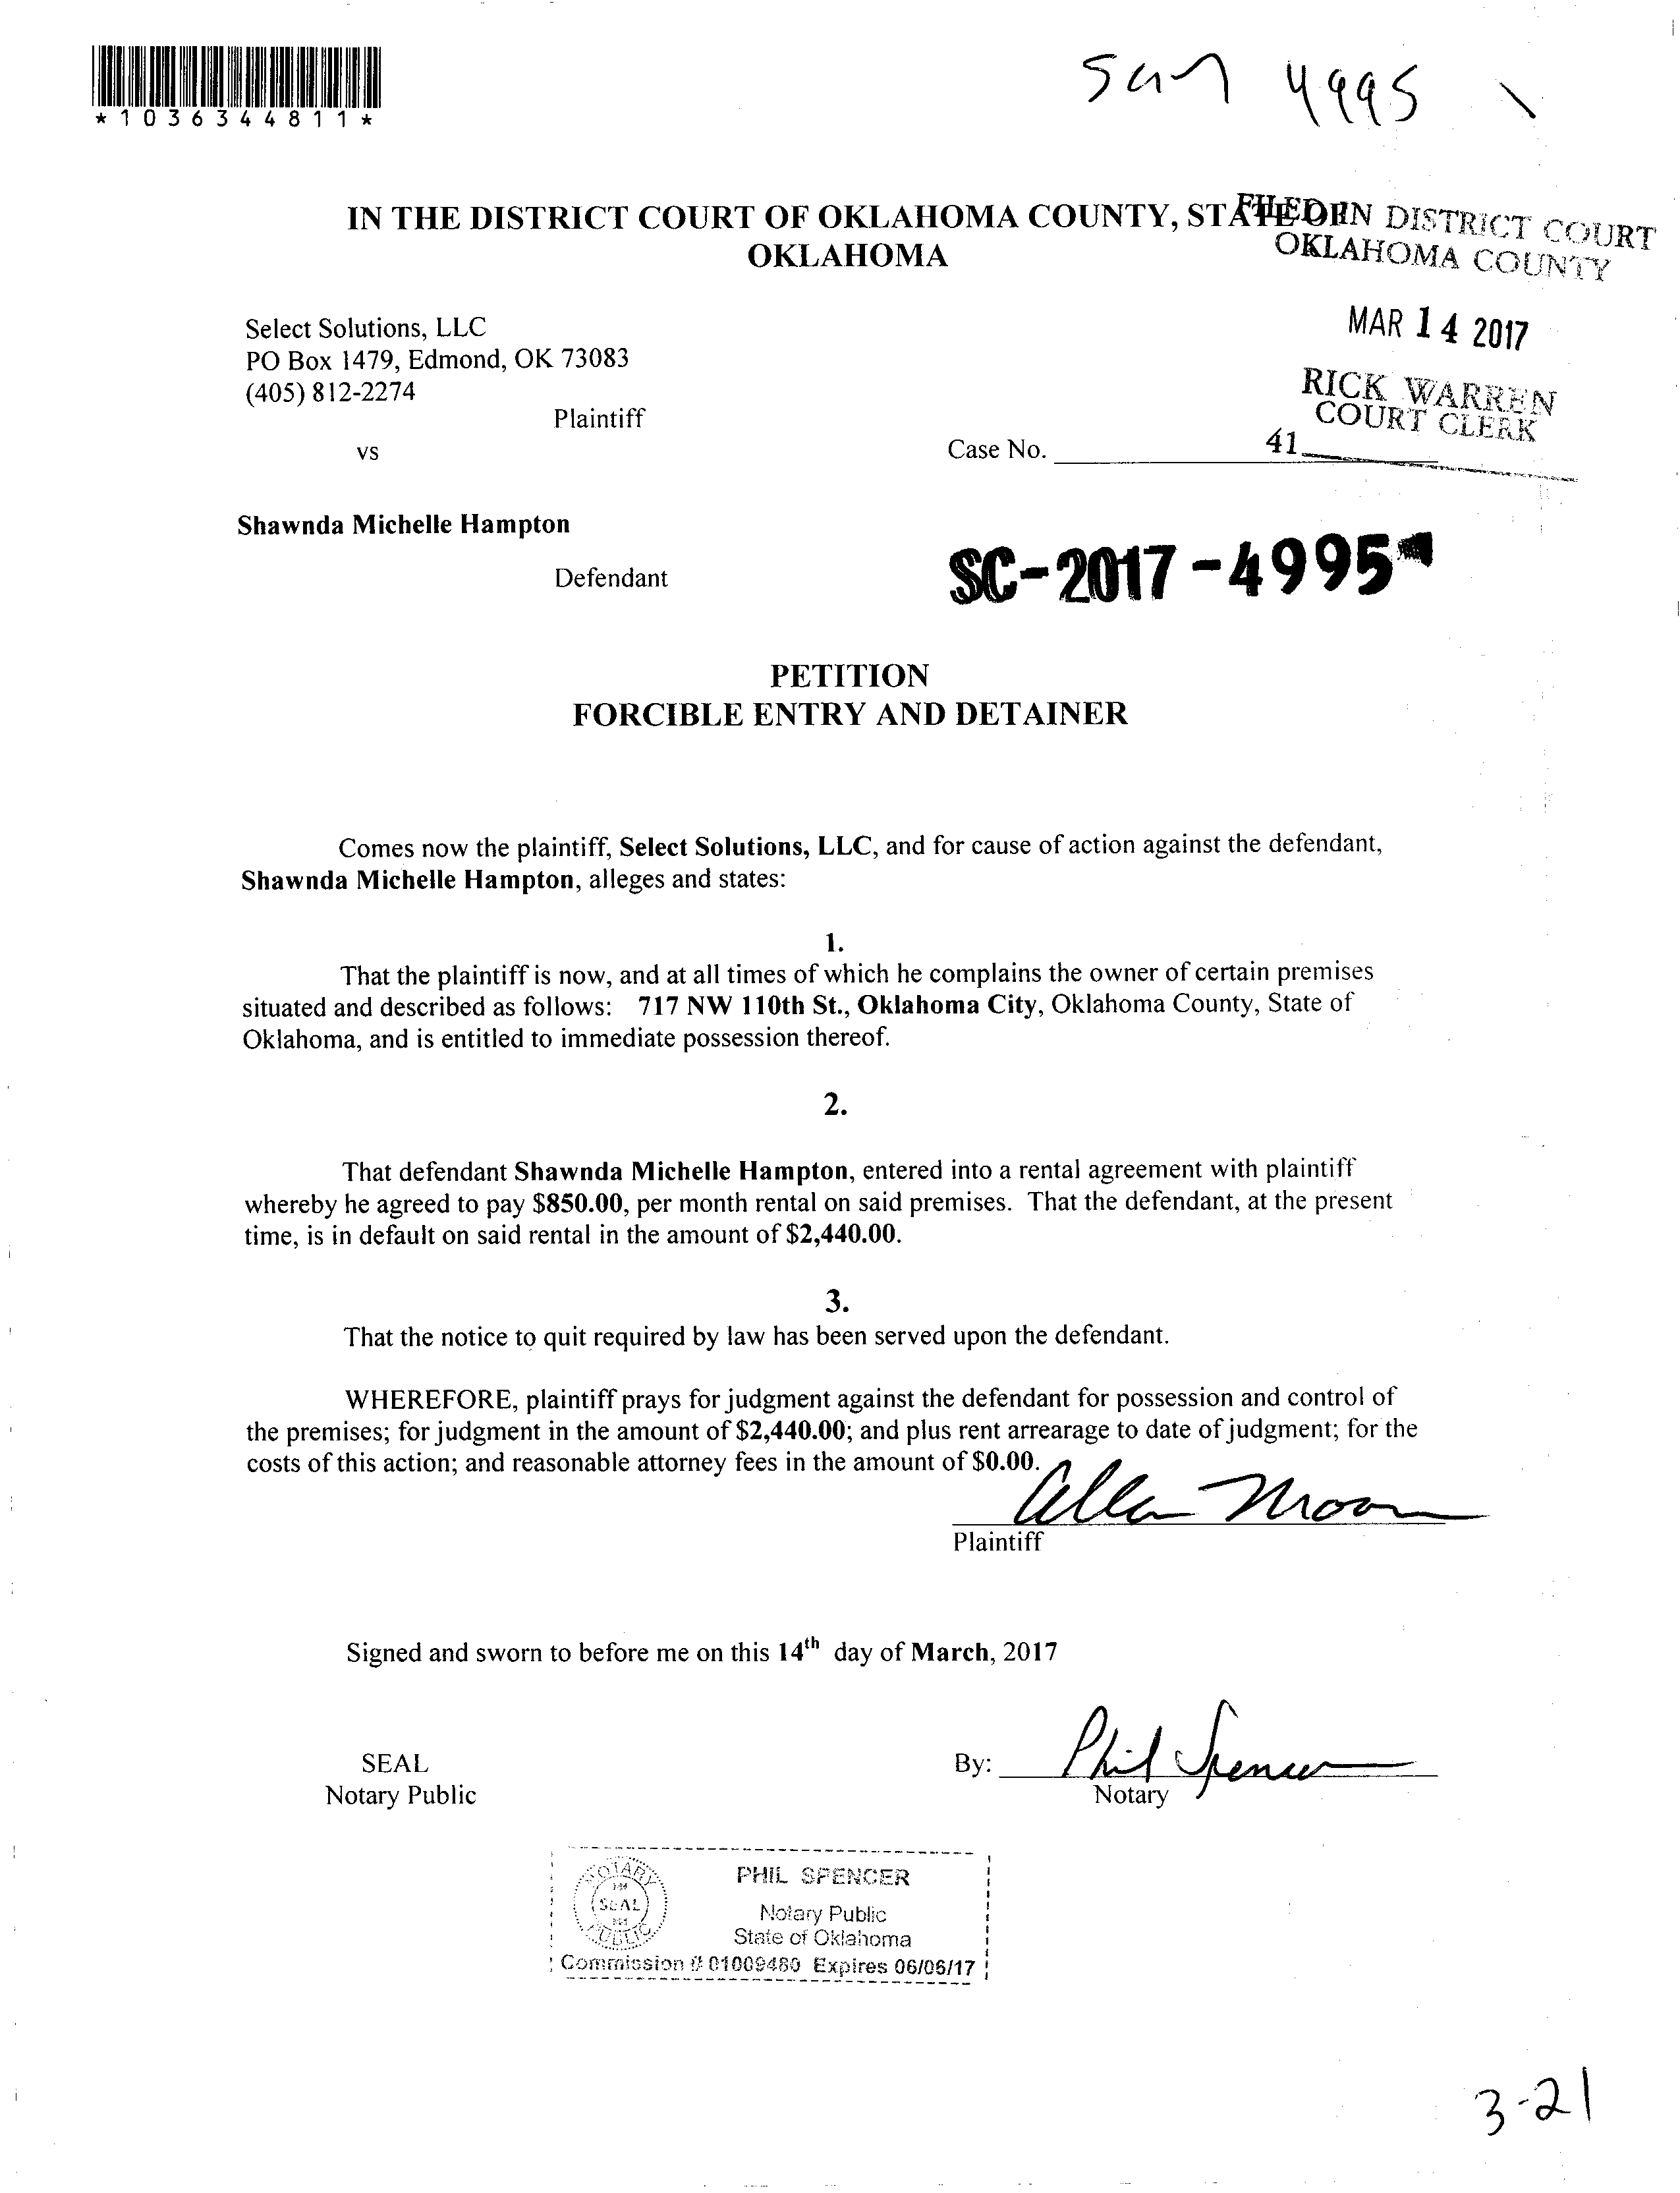 *1036344811*
4995
IN THE DISTRICT COURT OF OKLAHOMA COUNTY, STATE OF
OKLAHOMA
FILED IN DISTRICT COURT
OKLAHOMA COUNTY
MAR 14 2017
RICK WARREN
COURT CLERK
41
Select Solutions, LLC
PO Box 1479, Edmond, OK 73083
(405) 812-2274
Plaintiff
vs
Case No.
Shawnda Michelle Hampton
Defendant
SC-2017-4995
PETITION
FORCIBLE ENTRY AND DETAINER
Comes now the plaintiff, Select Solutions, LLC, and for cause of action against the defendant,
Shawnda Michelle Hampton, alleges and states:
1.
That the plaintiff is now, and at all times of which he complains the owner of certain premises
situated and described as follows: 717 NW 110th St., Oklahoma City, Oklahoma County, State of
Oklahoma, and is entitled to immediate possession thereof.
2.
That defendant Shawnda Michelle Hampton, entered into a rental agreement with plaintiff
whereby he agreed to pay $850.00, per month rental on said premises. That the defendant, at the present
time, is in default on said rental in the amount of $2,440.00.
3.
That the notice to quit required by law has been served upon the defendant.
WHEREFORE, plaintiff prays for judgment against the defendant for possession and control of
the premises; for judgment in the amount of $2,440.00; and plus rent arrearage to date of judgment; for the
costs of this action; and reasonable attorney fees in the amount of $0.00.
Plaintiff
Signed and sworn to before me on this 14th day of March, 2017
SEAL
Notary Public
By: Phil Spencer
Notary
NOTARY
SEAL
PUBLIC
PHIL SPENCER
Notary Public
State of Oklahoma
Commission # 01009480 Expires 06/06/17
3-21